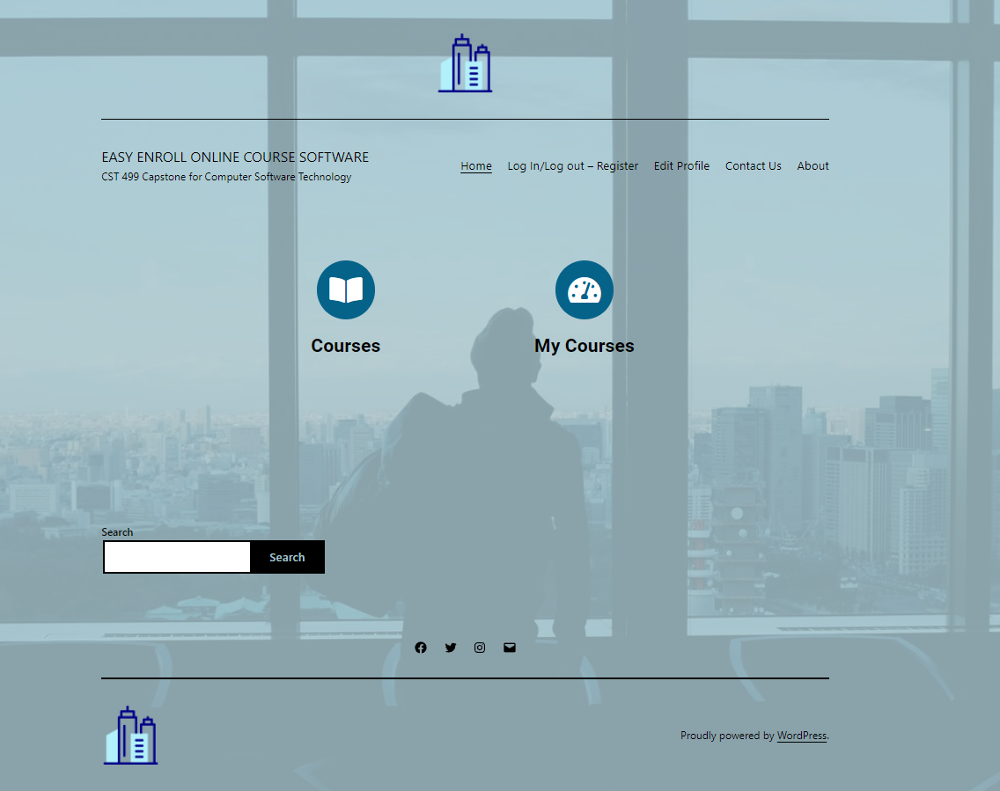 EASY ENROLL ONLINE COURSE SOFTWARE
CST 499 Capstone for Computer Software Technology
Home Log In/Log out – Register Edit Profile Contact Us About
Courses My Courses
Search
Search
Proudly powered by WordPress.